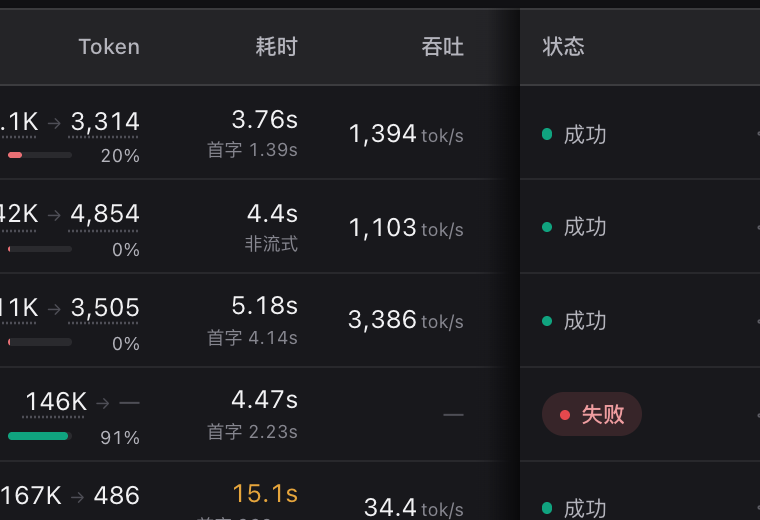 Token 耗时 吞吐 状态
.1K → 3,314 3.76s 1,394 tok/s 成功
20% 首字 1.39s
42K → 4,854 4.4s 1,103 tok/s 成功
0% 非流式
11K → 3,505 5.18s 3,386 tok/s 成功
0% 首字 4.14s
146K → — 4.47s — 失败
91% 首字 2.23s
167K → 486 15.1s 34.4 tok/s 成功